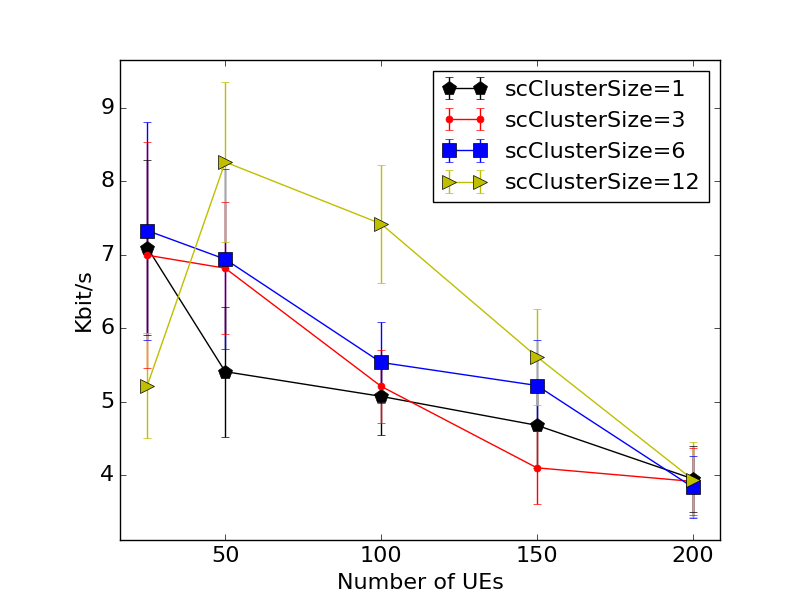 9
8
7
6
5
4
Kbit/s
scClusterSize=1
scClusterSize=3
scClusterSize=6
scClusterSize=12
50
100
150
200
Number of UEs